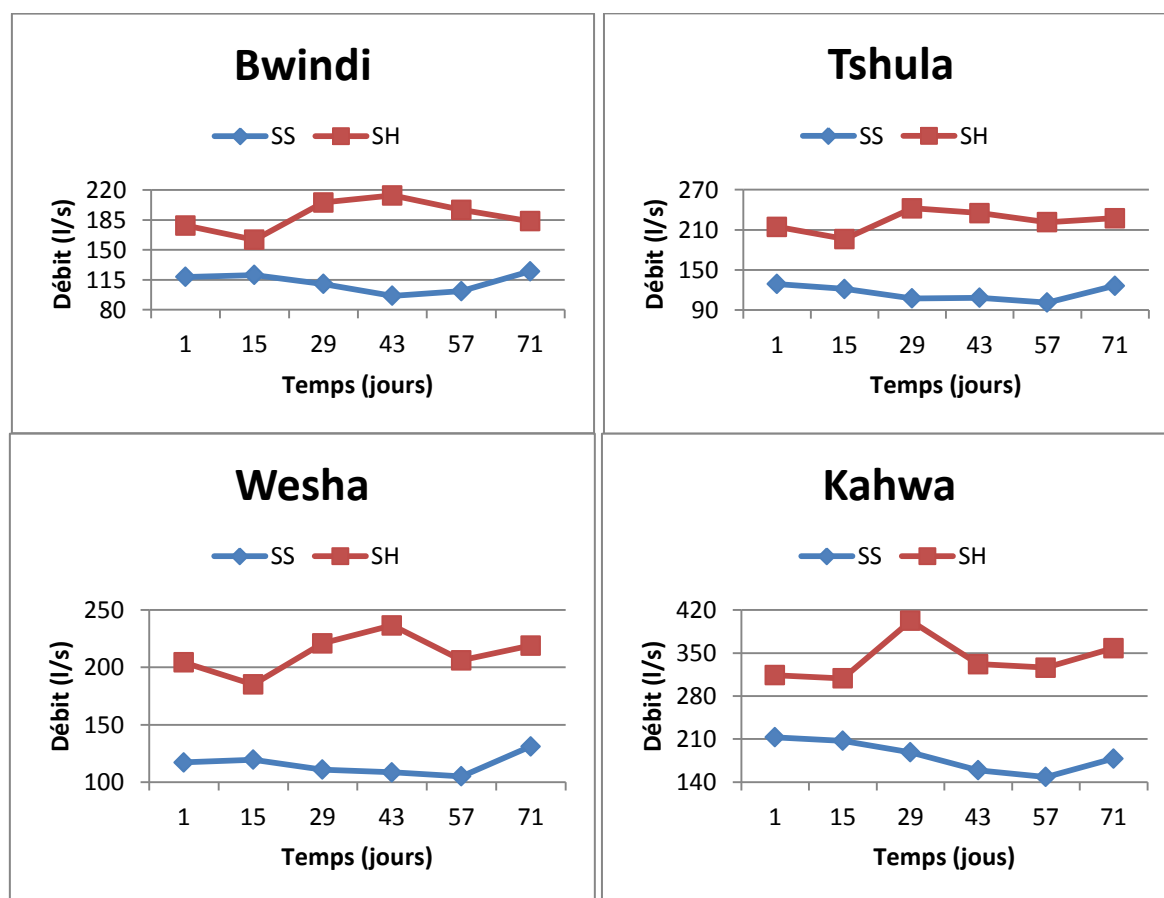 Bwindi
SS SH
Débit (l/s)
220
185
150
115
80
1 15 29 43 57 71
Temps (jours)
Tshula
SS SH
Débit (l/s)
270
210
150
90
1 15 29 43 57 71
Temps (jours)
Wesha
SS SH
Débit (l/s)
250
200
150
100
1 15 29 43 57 71
Temps (jours)
Kahwa
SS SH
Débit (l/s)
420
350
280
210
140
1 15 29 43 57 71
Temps (jous)